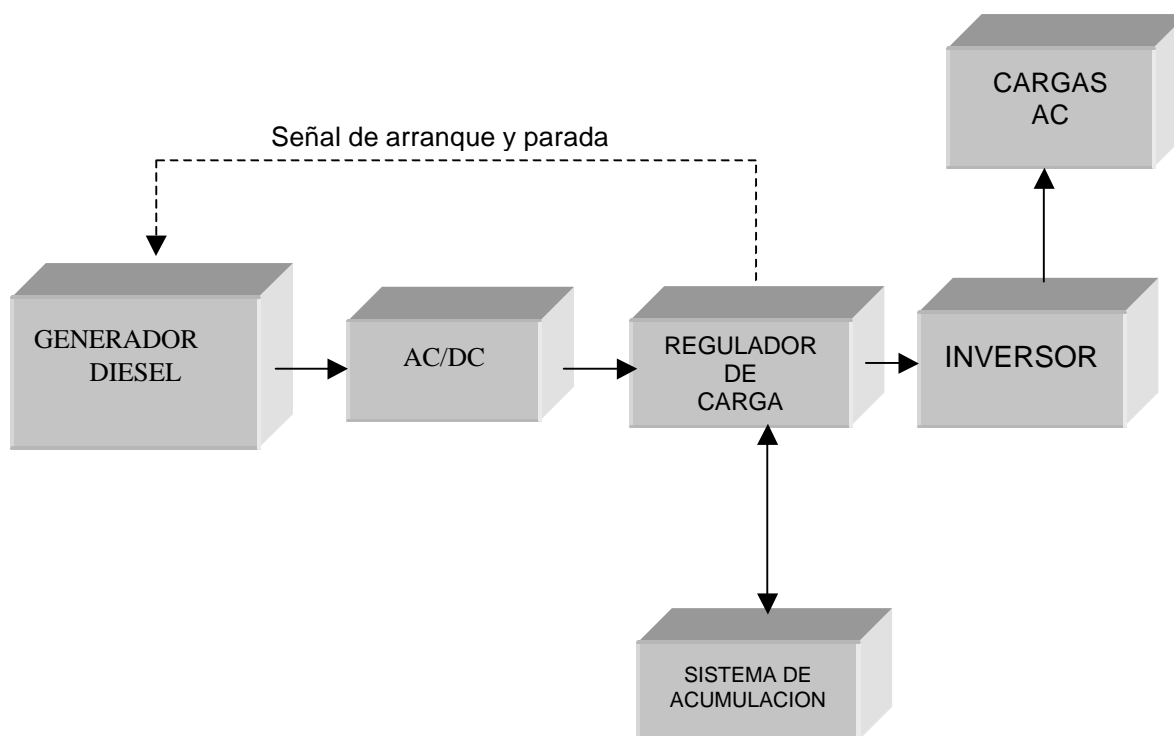 CARGAS
AC
Señal de arranque y parada
GENERADOR
DIESEL
AC/DC
REGULADOR
DE
CARGA
INVERSOR
SISTEMA DE
ACUMULACION